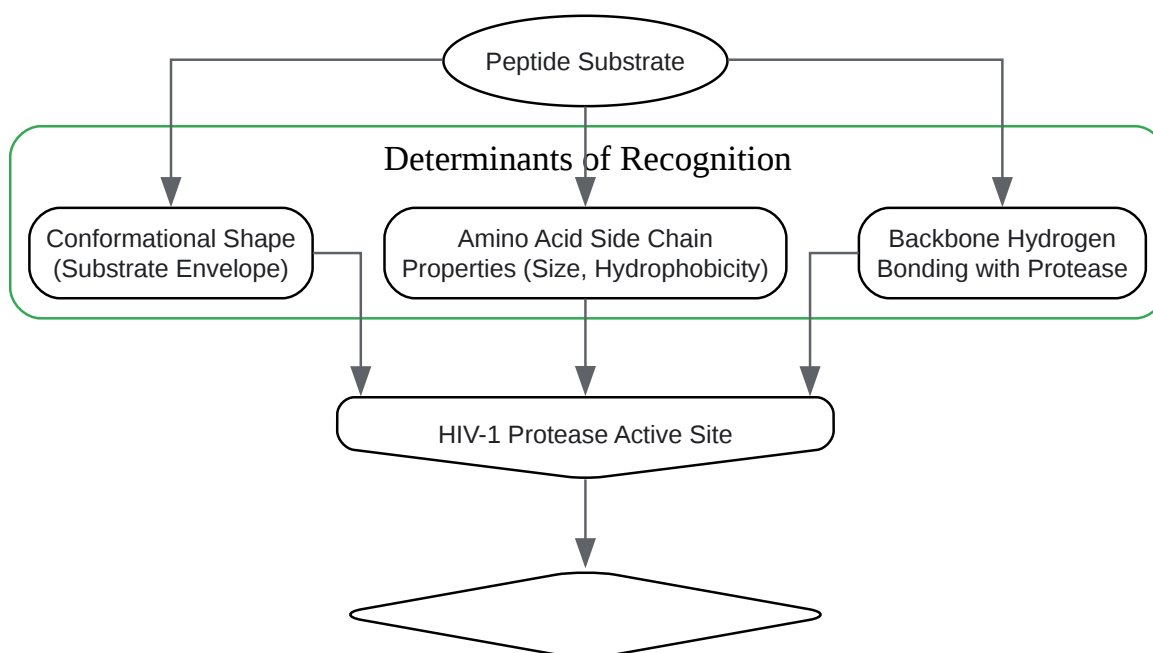 Peptide Substrate
Determinants of Recognition
Conformational Shape
(Substrate Envelope)
Amino Acid Side Chain
Properties (Size, Hydrophobicity)
Backbone Hydrogen
Bonding with Protease
HIV-1 Protease Active Site